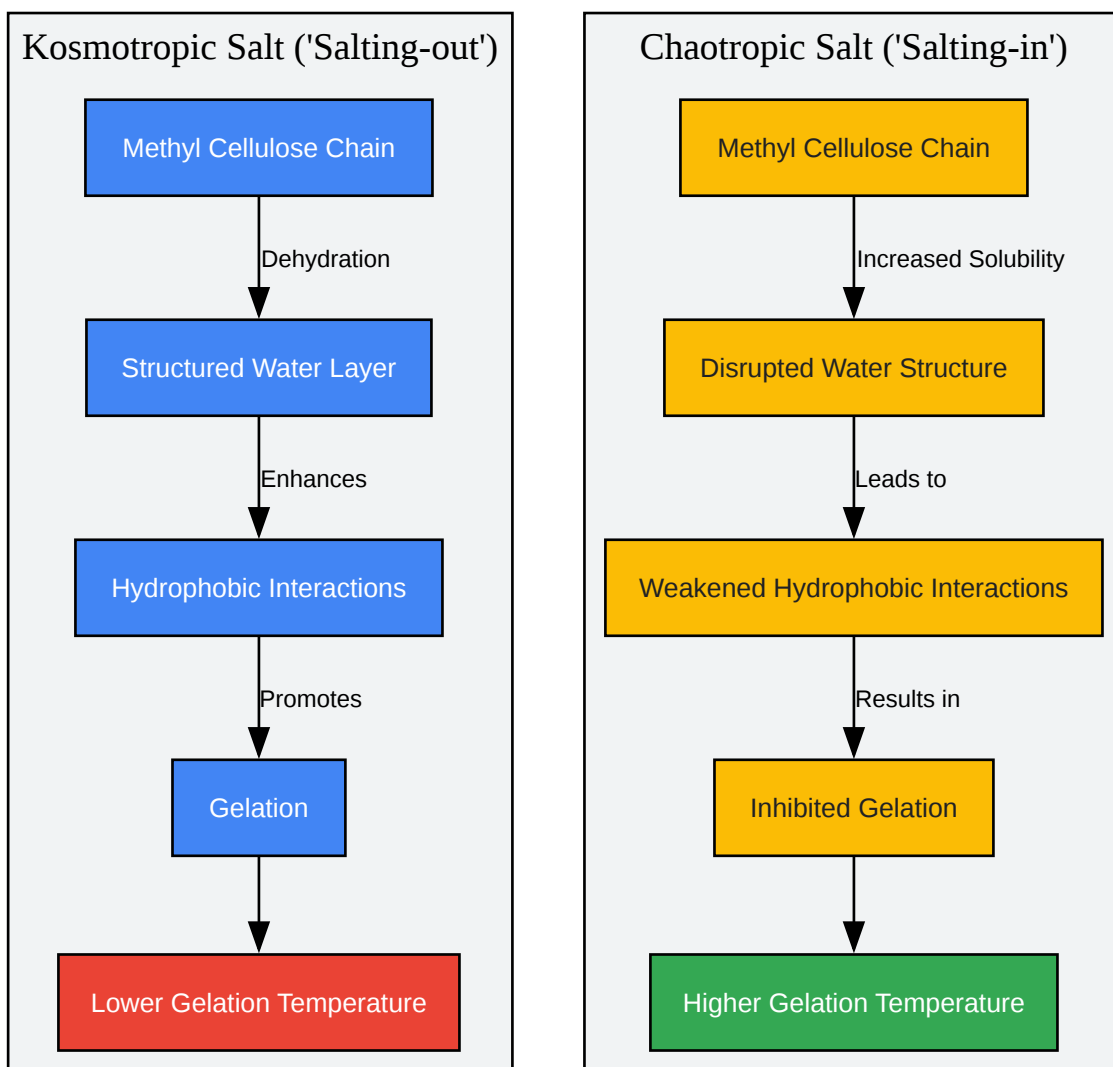 Kosmotropic Salt ('Salting-out')
Methyl Cellulose Chain
Dehydration
Structured Water Layer
Enhances
Hydrophobic Interactions
Promotes
Gelation
Lower Gelation Temperature
Chaotropic Salt ('Salting-in')
Methyl Cellulose Chain
Increased Solubility
Disrupted Water Structure
Leads to
Weakened Hydrophobic Interactions
Results in
Inhibited Gelation
Higher Gelation Temperature